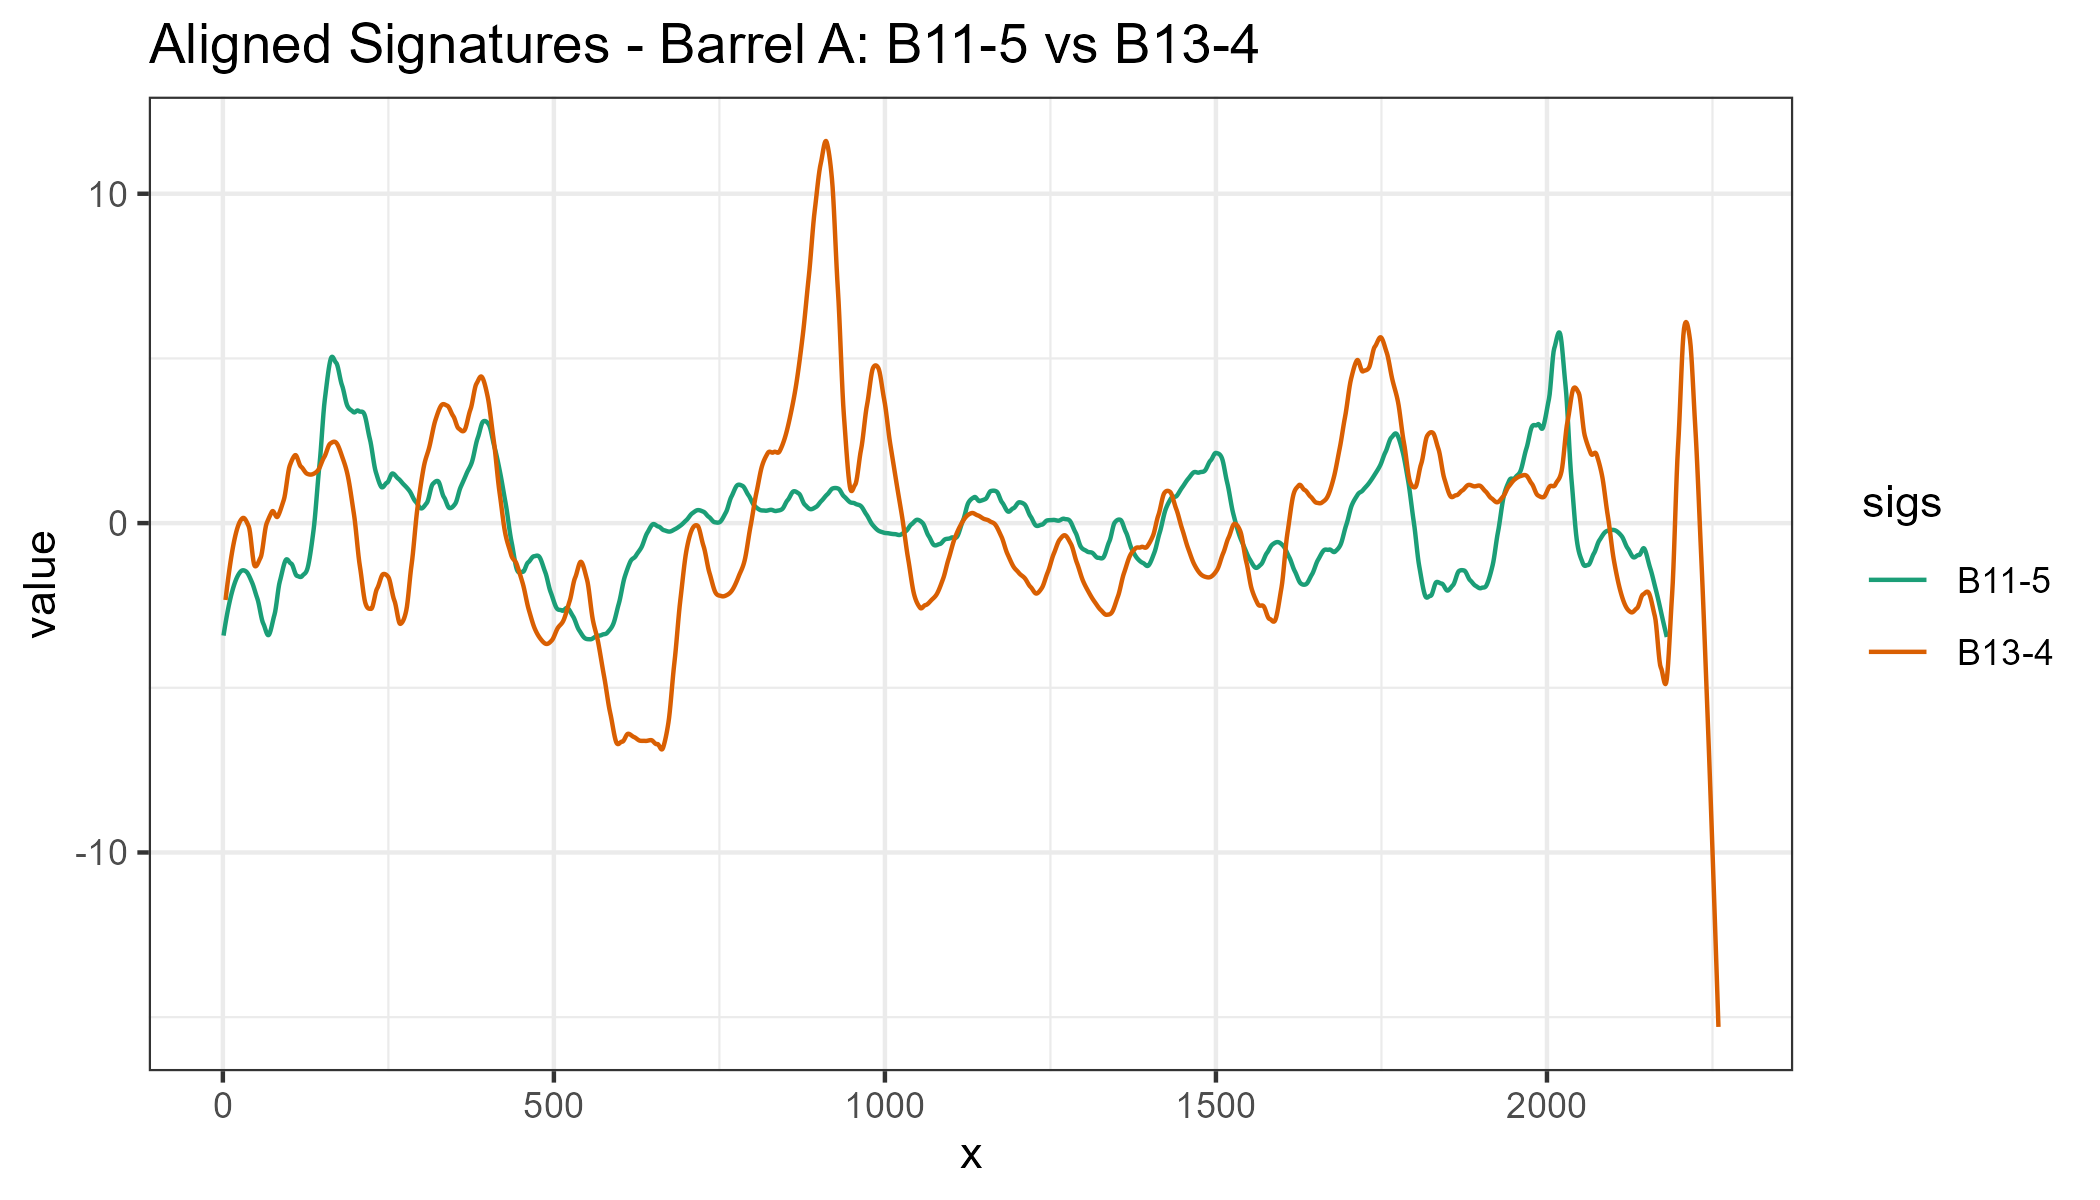 Aligned Signatures - Barrel A: B11-5 vs B13-4
value
10
0
-10
0
500
1000
1500
2000
x
sigs
B11-5
B13-4